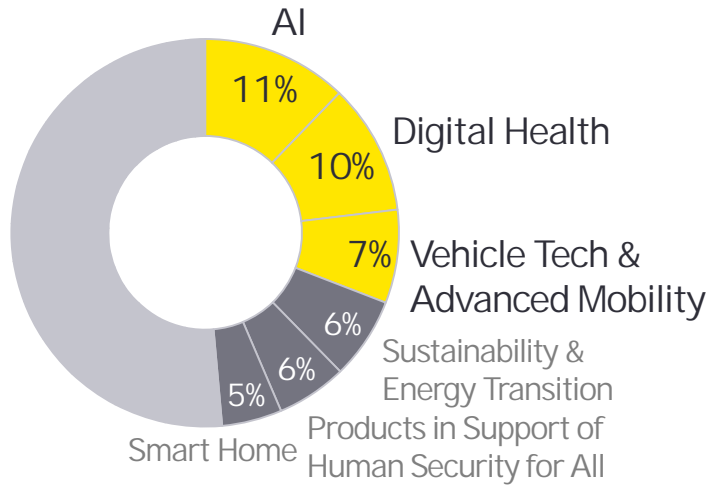 AI
11%
Digital Health
10%
7%
Vehicle Tech &
Advanced Mobility
6%
Sustainability &
Energy Transition
6%
Products in Support of
Human Security for All
5%
Smart Home